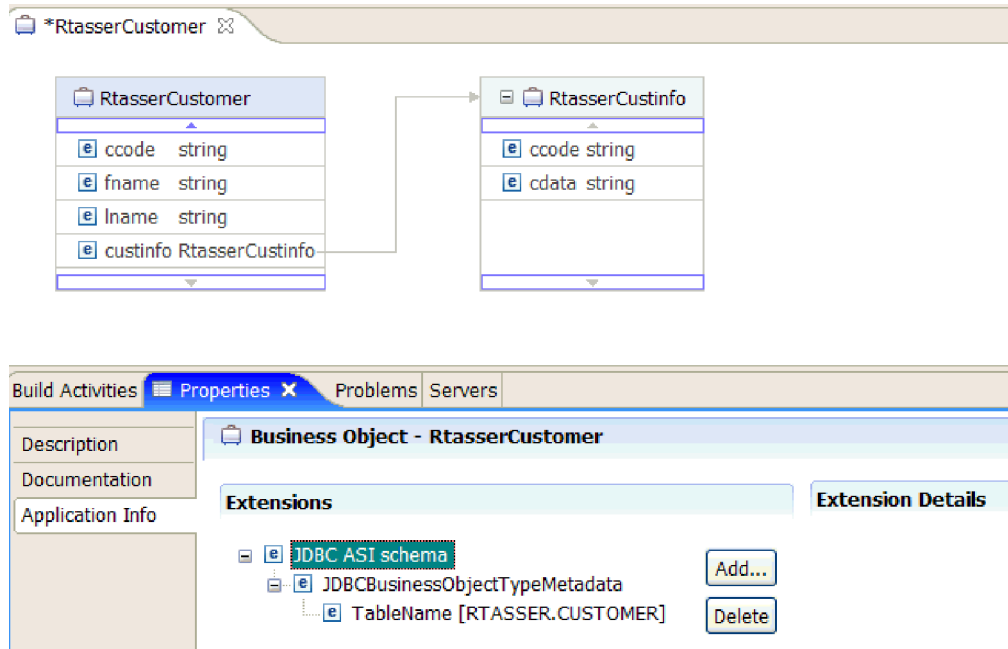 *RtasserCustomer
RtasserCustomer
ccode string
fname string
lname string
custinfo RtasserCustinfo
RtasserCustinfo
ccode string
cdata string
Build Activities Properties Problems Servers
Description
Documentation
Application Info
Business Object - RtasserCustomer
Extensions
JDBC ASI schema
JDBCBusinessObjectTypeMetadata
TableName [RTASSER.CUSTOMER]
Add...
Delete
Extension Details